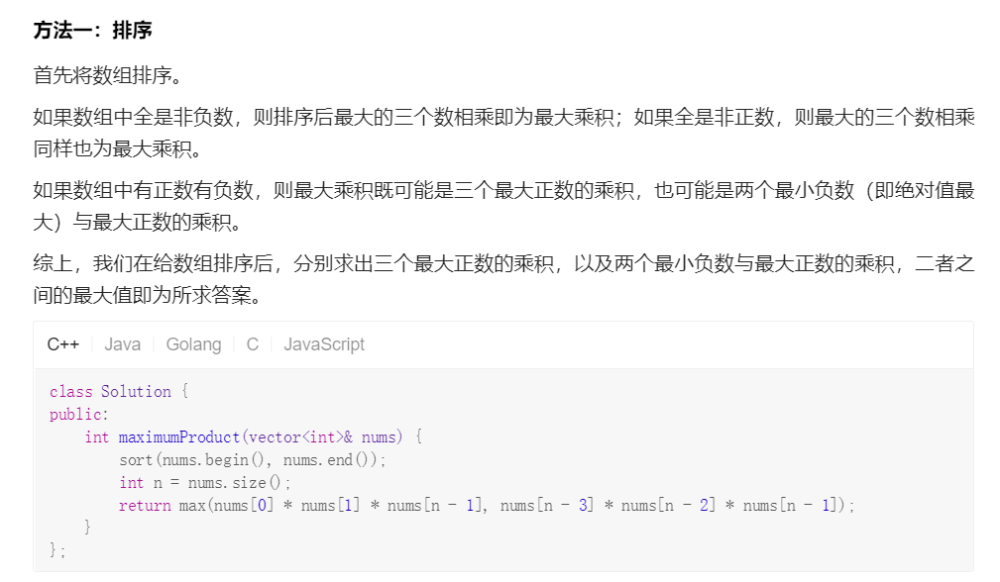 方法一：排序
首先将数组排序。
如果数组中全是非负数，则排序后最大的三个数相乘即为最大乘积；如果全是非正数，则最大的三个数相乘
同样也为最大乘积。
如果数组中有正数有负数，则最大乘积既可能是三个最大正数的乘积，也可能是两个最小负数（即绝对值最
大）与最大正数的乘积。
综上，我们在给数组排序后，分别求出三个最大正数的乘积，以及两个最小负数与最大正数的乘积，二者之
间的最大值即为所求答案。
C++ Java Golang C JavaScript
class Solution {
public:
    int maximumProduct(vector<int>& nums) {
        sort(nums.begin(), nums.end());
        int n = nums.size();
        return max(nums[0] * nums[1] * nums[n - 1], nums[n - 3] * nums[n - 2] * nums[n - 1]);
    }
};